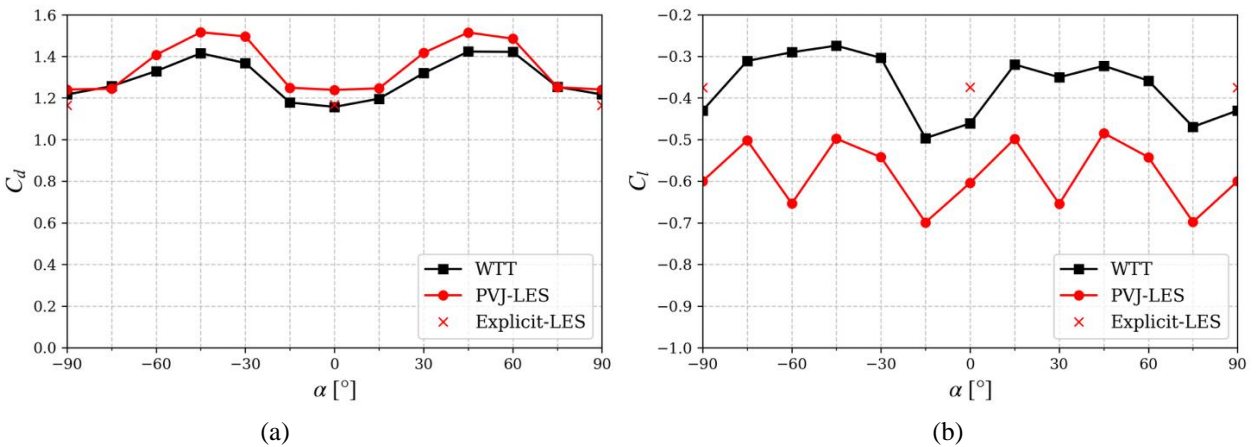 1.6
1.4
1.2
1.0
0.8
0.6
0.4
0.2
0.0
C_d
−90 −60 −30 0 30 60 90
α [°]
WTT
PVJ-LES
Explicit-LES
(a)
−0.2
−0.3
−0.4
−0.5
−0.6
−0.7
−0.8
−0.9
−1.0
C_l
−90 −60 −30 0 30 60 90
α [°]
WTT
PVJ-LES
Explicit-LES
(b)